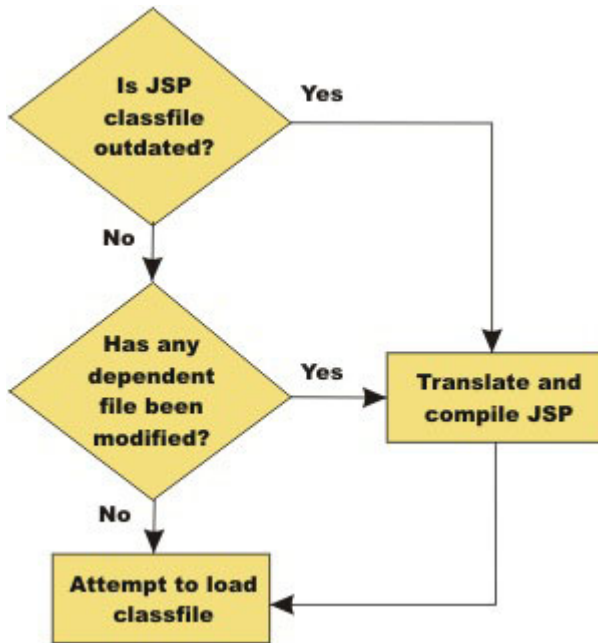 Is JSP
classfile
outdated?
Yes
No
Has any
dependent
file been
modified?
Yes
Translate and
compile JSP
No
Attempt to load
classfile